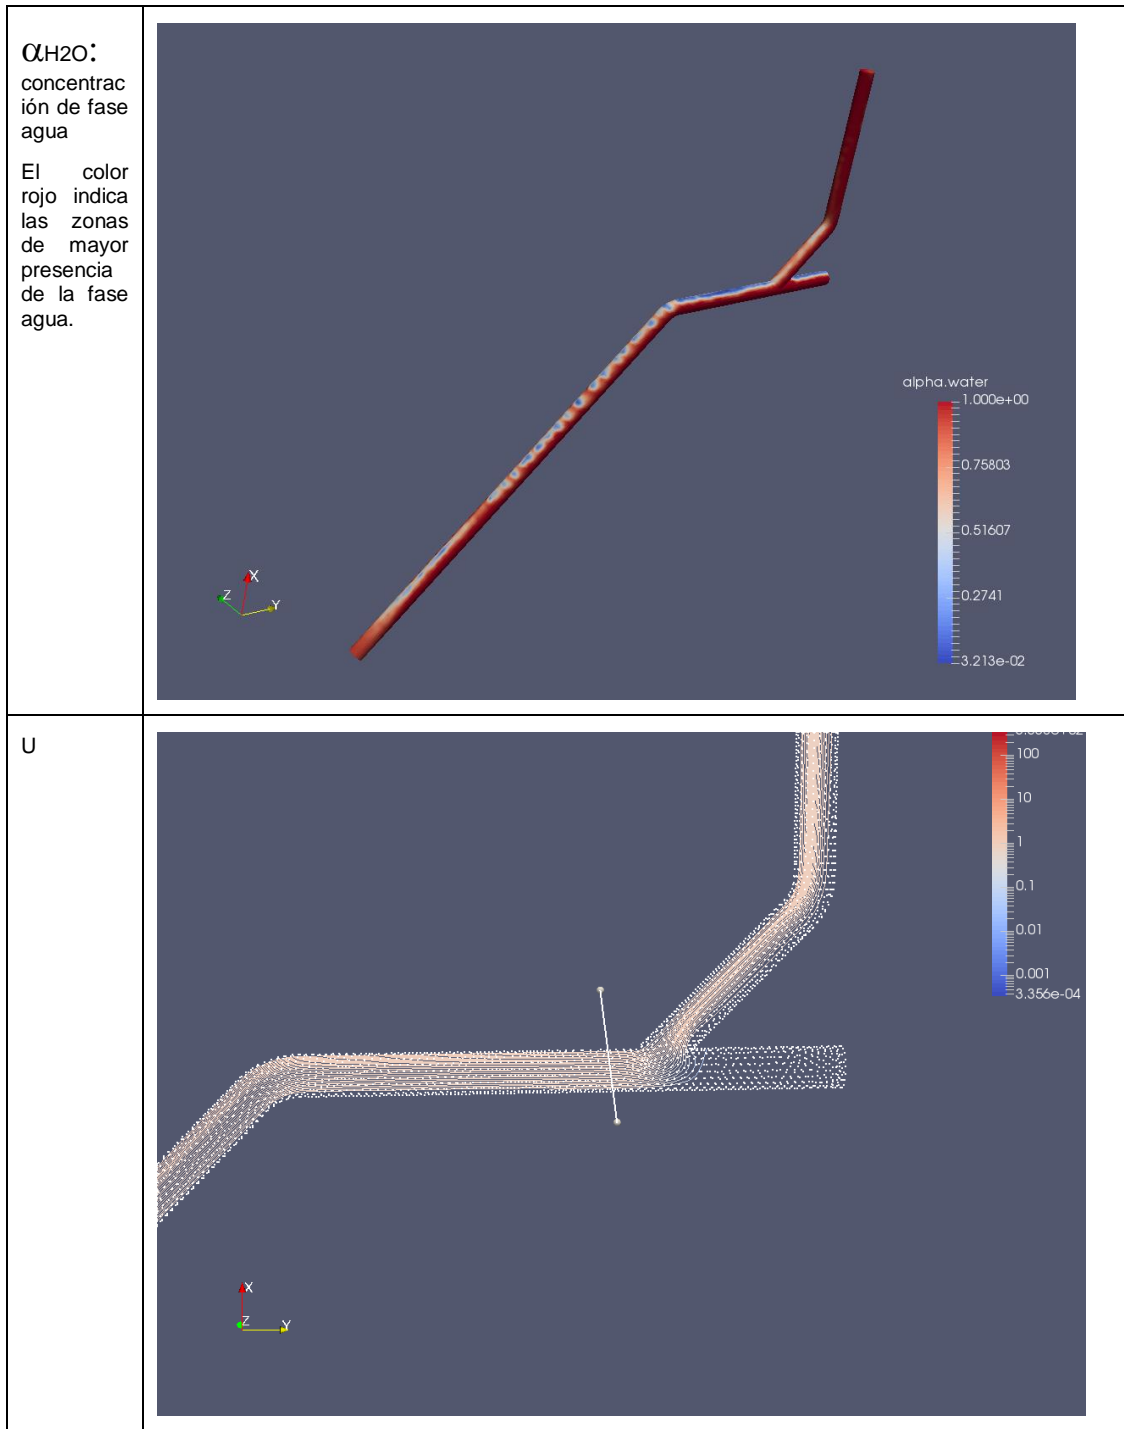 αH2O:
concentrac
ión de fase
agua
El color
rojo indica
las zonas
de mayor
presencia
de la fase
agua.
alpha.water
1.000e+00
0.75803
0.51607
0.2741
3.213e-02
X
Z
Y
U
100
10
1
0.1
0.01
0.001
3.356e-04
X
Z
Y